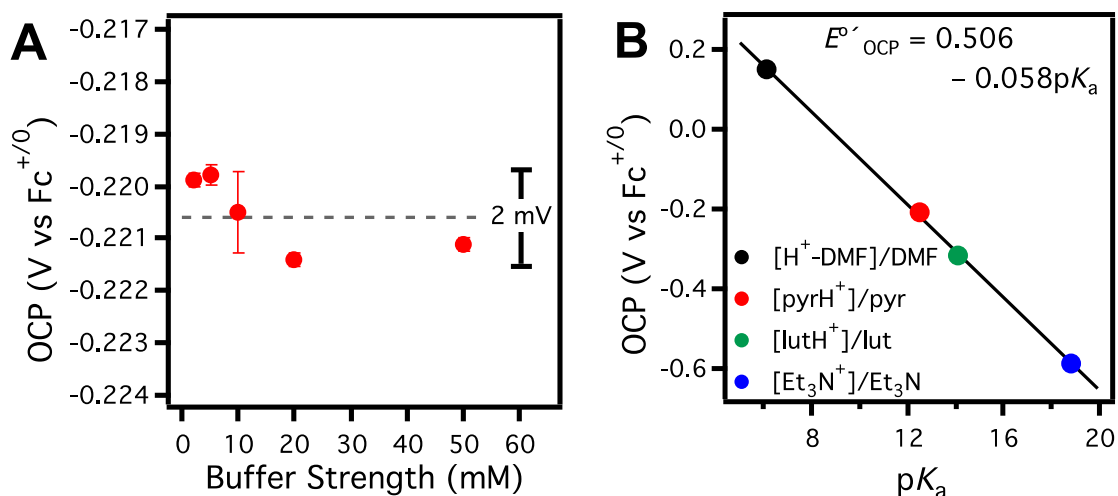 A
OCP (V vs Fc⁺/⁰)
-0.217
-0.218
-0.219
-0.220
-0.221
-0.222
-0.223
-0.224
2 mV
0 10 20 30 40 50 60
Buffer Strength (mM)
B
OCP (V vs Fc⁺/⁰)
0.2
0.0
-0.2
-0.4
-0.6
E°´OCP = 0.506
– 0.058pKₐ
[H⁺-DMF]/DMF
[pyrH⁺]/pyr
[lutH⁺]/lut
[Et₃N⁺]/Et₃N
8 12 16 20
pKₐ